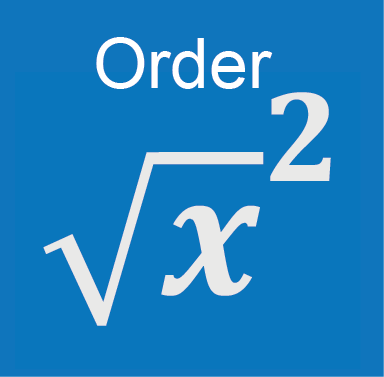 Order
√x²